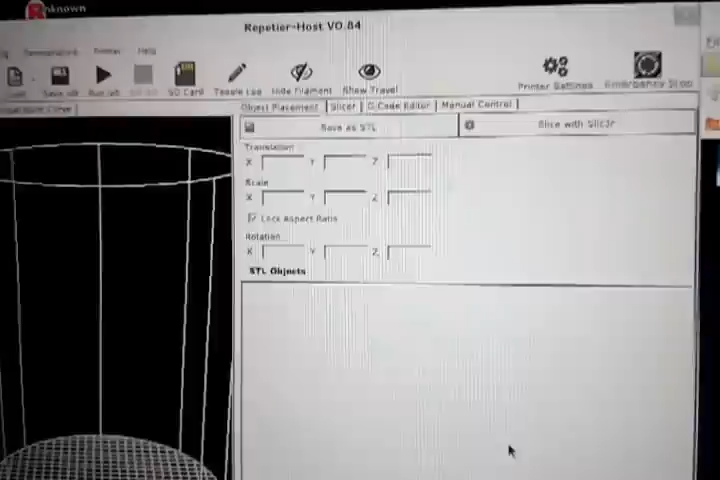 nknown
Repetier-Host V0.84
Printer Help
Load Save Job Run Job SD Card Toggle Log Hide Filament Show Travel Printer Settings Emergency Stop
Object Placement Slicer G-Code Editor Manual Control
Save as STL Slice with Slic3r
Translation
X Y Z
Scale
X Y Z
Lock Aspect Ratio
Rotation
X Y Z
STL Objects